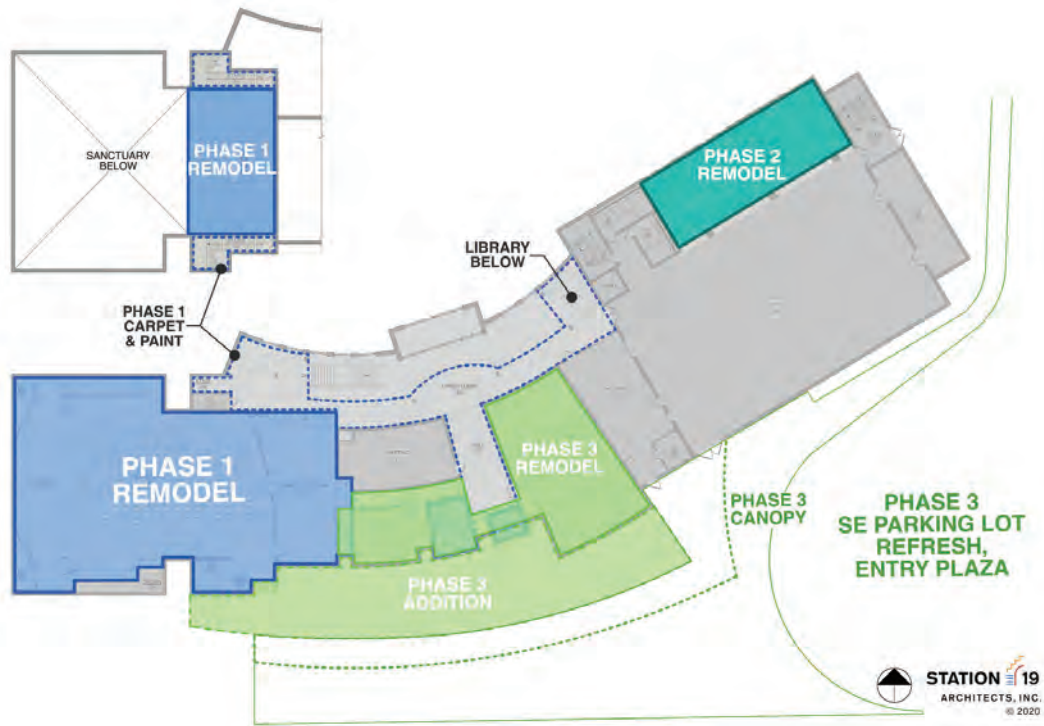 SANCTUARY
BELOW
PHASE 1
REMODEL
PHASE 2
REMODEL
LIBRARY
BELOW
PHASE 1
CARPET
& PAINT
PHASE 1
REMODEL
PHASE 3
REMODEL
PHASE 3
CANOPY
PHASE 3
SE PARKING LOT
REFRESH,
ENTRY PLAZA
PHASE 3
ADDITION
STATION 19
ARCHITECTS, INC.
© 2020